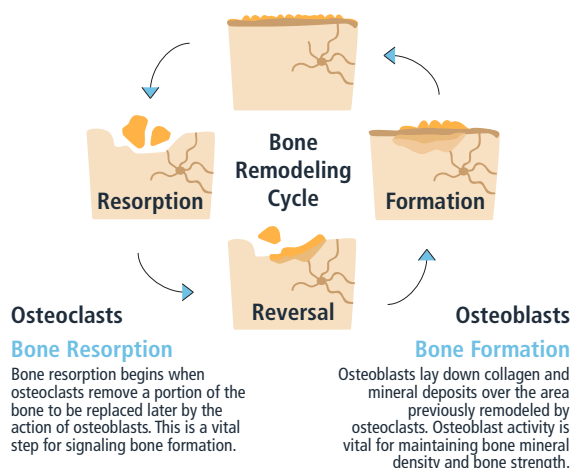 Bone
Remodeling
Cycle
Resorption
Formation
Reversal
Osteoclasts
Bone Resorption
Bone resorption begins when
osteoclasts remove a portion of the
bone to be replaced later by the
action of osteoblasts. This is a vital
step for signaling bone formation.
Osteoblasts
Bone Formation
Osteoblasts lay down collagen and
mineral deposits over the area
previously remodeled by
osteoclasts. Osteoblast activity is
vital for maintaining bone mineral
density and bone strength.